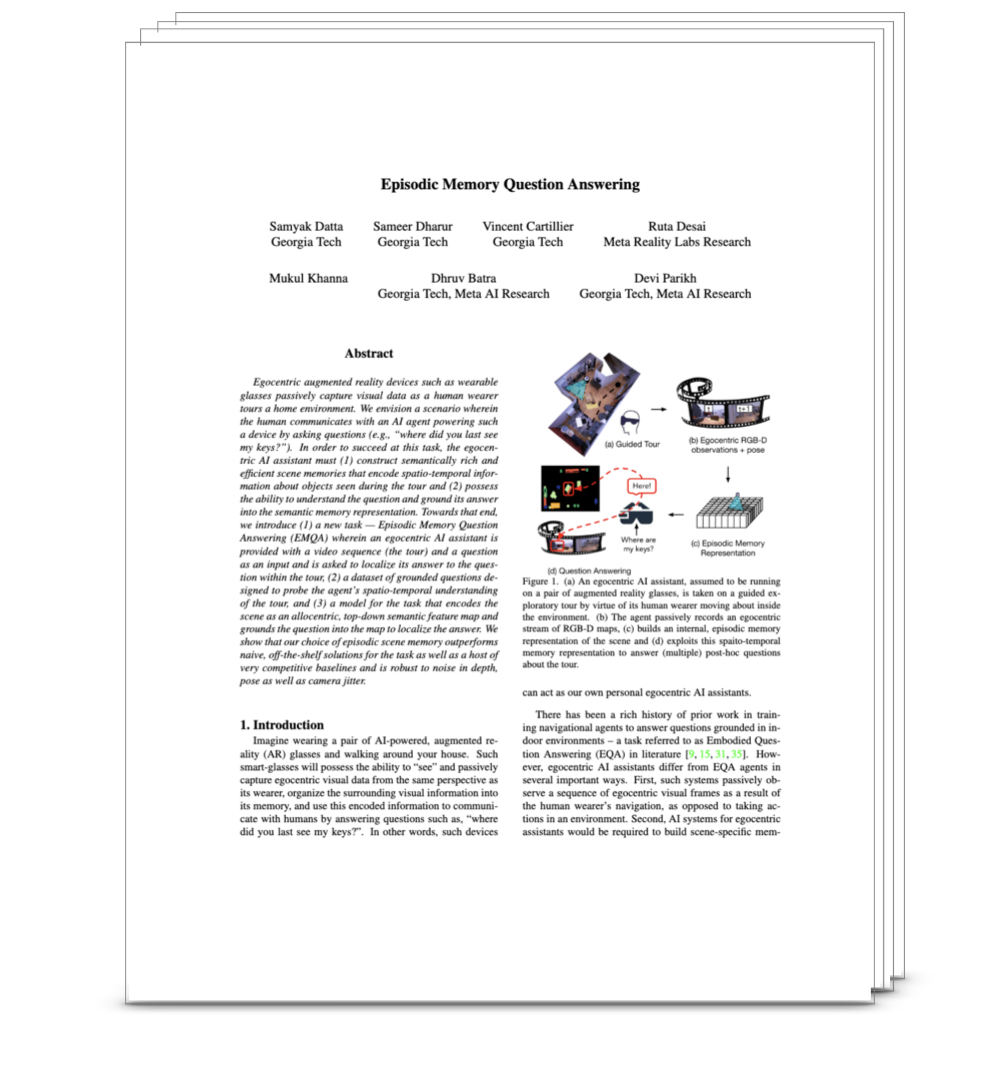 Episodic Memory Question Answering
Samyak Datta
Georgia Tech
Sameer Dharur
Georgia Tech
Vincent Cartillier
Georgia Tech
Ruta Desai
Meta Reality Labs Research
Mukul Khanna
Dhruv Batra
Georgia Tech, Meta AI Research
Devi Parikh
Georgia Tech, Meta AI Research
Abstract
Egocentric augmented reality devices such as wearable
glasses passively capture visual data as a human wearer
tours a home environment. We envision a scenario wherein
the human communicates with an AI agent powering such
a device by asking questions (e.g., “where did you last see
my keys?”). In order to succeed at this task, the egocen-
tric AI assistant must (1) construct semantically rich and
efficient scene memories that encode spatio-temporal infor-
mation about objects seen during the tour and (2) possess
the ability to understand the question and ground its answer
into the semantic memory representation. Towards that end,
we introduce (1) a new task — Episodic Memory Question
Answering (EMQA) wherein an egocentric AI assistant is
provided with a video sequence (the tour) and a question
as an input and is asked to localize its answer to the ques-
tion within the tour, (2) a dataset of grounded questions de-
signed to probe the agent’s spatio-temporal understanding
of the tour, and (3) a model for the task that encodes the
scene as an allocentric, top-down semantic feature map and
grounds the question into the map to localize the answer. We
show that our choice of episodic scene memory outperforms
naive, off-the-shelf solutions for the task as well as a host of
very competitive baselines and is robust to noise in depth,
pose as well as camera jitter.
1. Introduction
Imagine wearing a pair of AI-powered, augmented re-
ality (AR) glasses and walking around your house. Such
smart-glasses will possess the ability to “see” and passively
capture egocentric visual data from the same perspective as
its wearer, organize the surrounding visual information into
its memory, and use this encoded information to communi-
cate with humans by answering questions such as, “where
did you last see my keys?”. In other words, such devices
(a) Guided Tour
(b) Egocentric RGB-D
observations + pose
Here!
Where are
my keys?
(c) Episodic Memory
Representation
(d) Question Answering
Figure 1. (a) An egocentric AI assistant, assumed to be running
on a pair of augmented reality glasses, is taken on a guided ex-
ploratory tour by virtue of its human wearer moving about inside
the environment. (b) The agent passively records an egocentric
stream of RGB-D maps, (c) builds an internal, episodic memory
representation of the scene and (d) exploits this spaito-temporal
memory representation to answer (multiple) post-hoc questions
about the tour.
can act as our own personal egocentric AI assistants.
There has been a rich history of prior work in train-
ing navigational agents to answer questions grounded in in-
door environments – a task referred to as Embodied Ques-
tion Answering (EQA) in literature [9, 15, 31, 35]. How-
ever, egocentric AI assistants differ from EQA agents in
several important ways. First, such systems passively ob-
serve a sequence of egocentric visual frames as a result of
the human wearer’s navigation, as opposed to taking ac-
tions in an environment. Second, AI systems for egocentric
assistants would be required to build scene-specific mem-